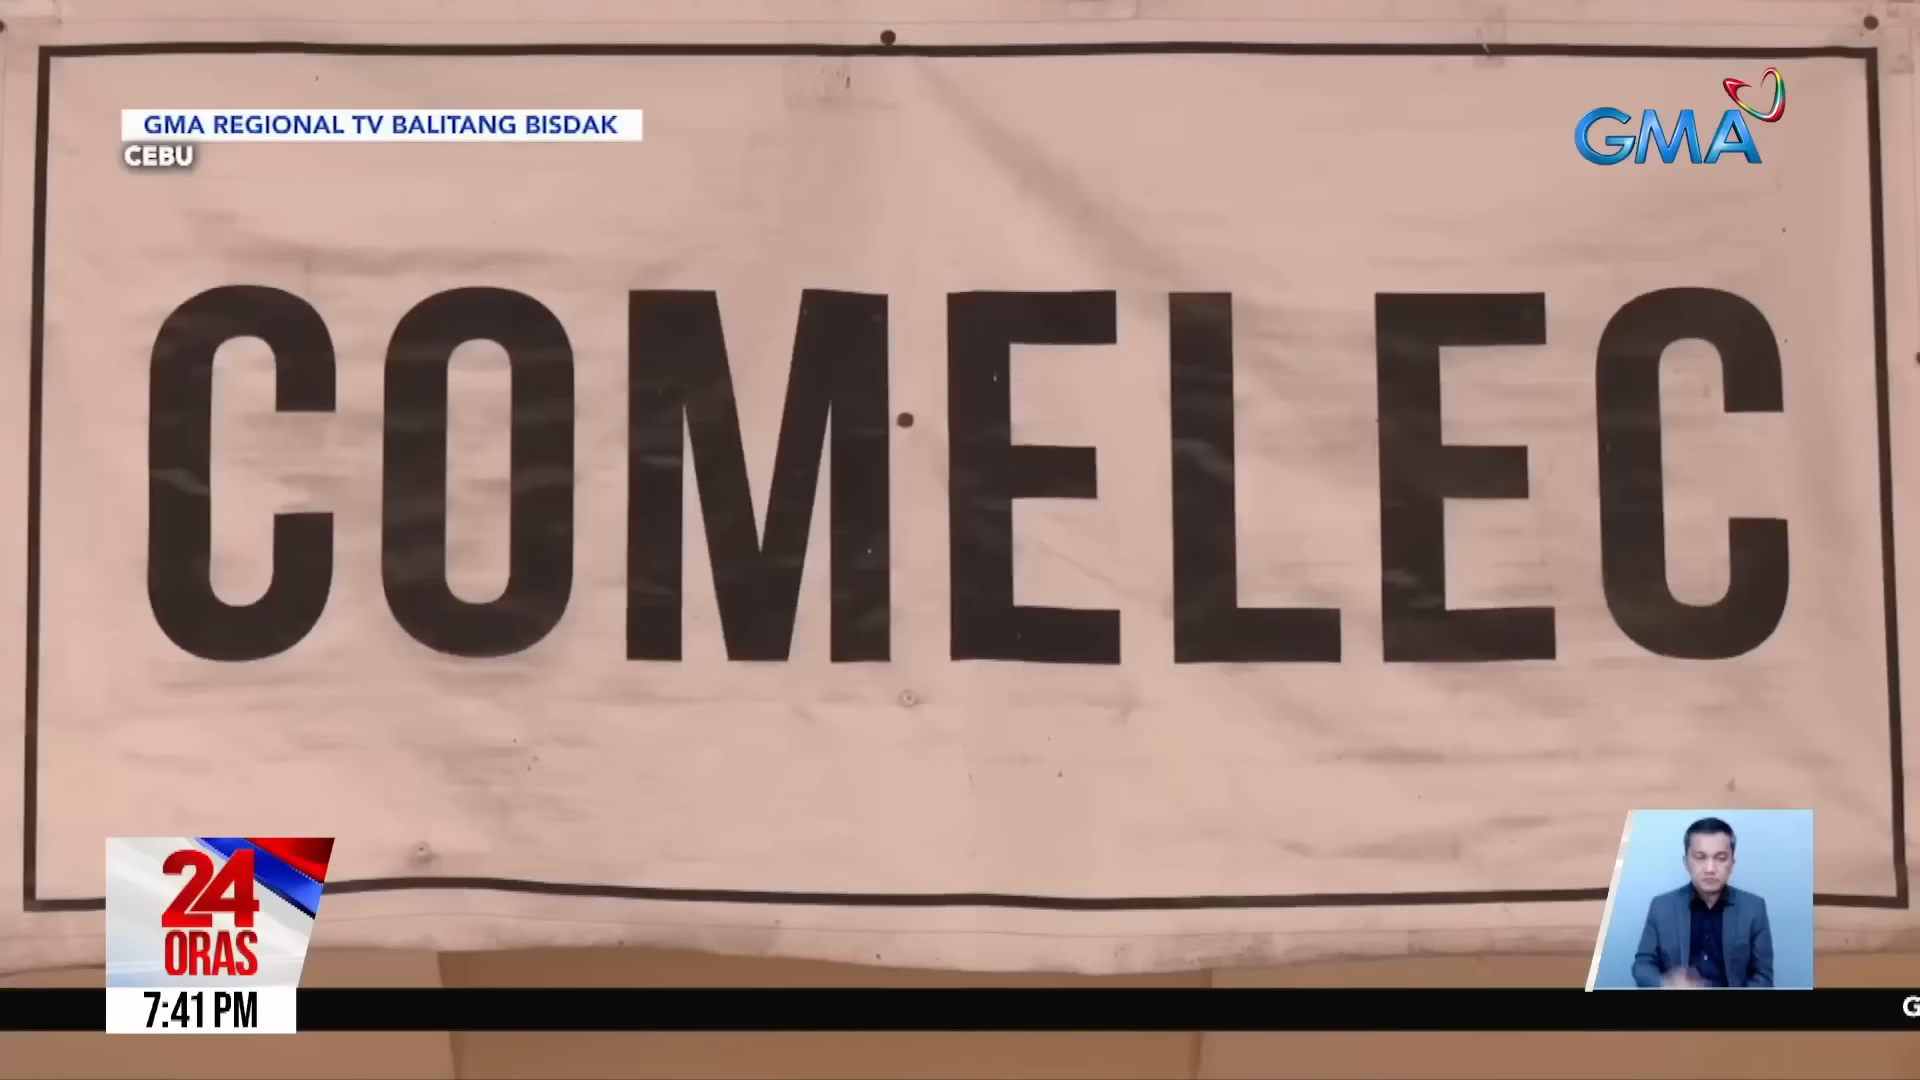 GMA REGIONAL TV BALITANG BISDAK
CEBU
GMA
COMELEC
24
ORAS
7:41 PM
G